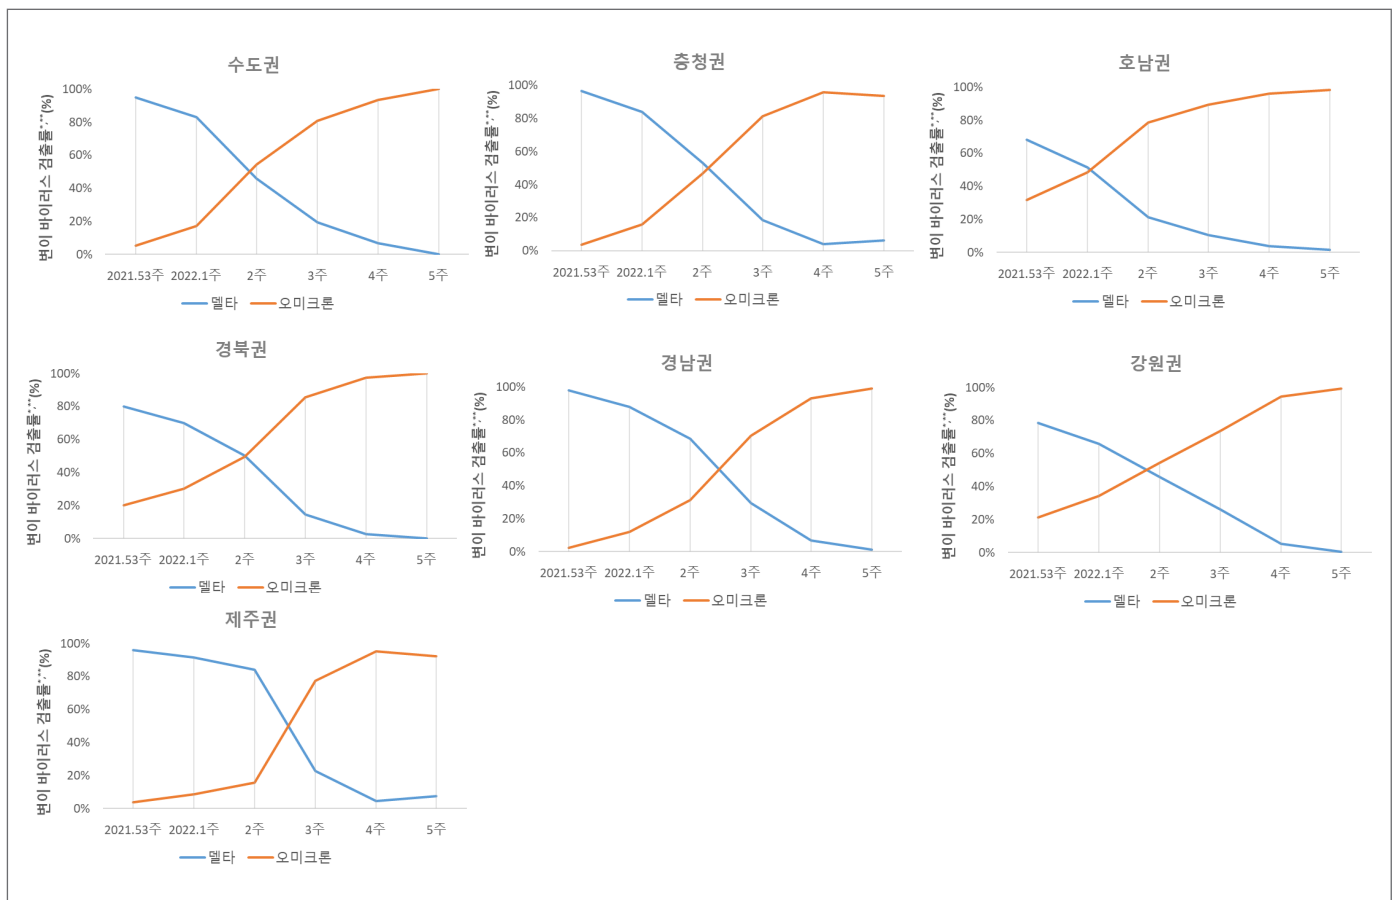 수도권
변이 바이러스 검출률*,**(%)
100%
80%
60%
40%
20%
0%
2021.53주 2022.1주 2주 3주 4주 5주
델타 오미크론
충청권
변이 바이러스 검출률*,**(%)
100%
80%
60%
40%
20%
0%
2021.53주 2022.1주 2주 3주 4주 5주
델타 오미크론
호남권
변이 바이러스 검출률*,**(%)
100%
80%
60%
40%
20%
0%
2021.53주 2022.1주 2주 3주 4주 5주
델타 오미크론
경북권
변이 바이러스 검출률*,**(%)
100%
80%
60%
40%
20%
0%
2021.53주 2022.1주 2주 3주 4주 5주
델타 오미크론
경남권
변이 바이러스 검출률*,**(%)
100%
80%
60%
40%
20%
0%
2021.53주 2022.1주 2주 3주 4주 5주
델타 오미크론
강원권
변이 바이러스 검출률*,**(%)
100%
80%
60%
40%
20%
0%
2021.53주 2022.1주 2주 3주 4주 5주
델타 오미크론
제주권
변이 바이러스 검출률*,**(%)
100%
80%
60%
40%
20%
0%
2021.53주 2022.1주 2주 3주 4주 5주
델타 오미크론